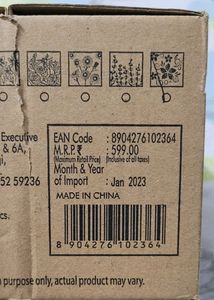 Executive
& 6A,
52 59236
EAN Code : 8904276102364
M.R.P.₹ : 599.00
(Maximum Retail Price) (Inclusive of all taxes)
Month & Year
of Import : Jan 2023
MADE IN CHINA
8 904276 102364
purpose only, actual product may vary.